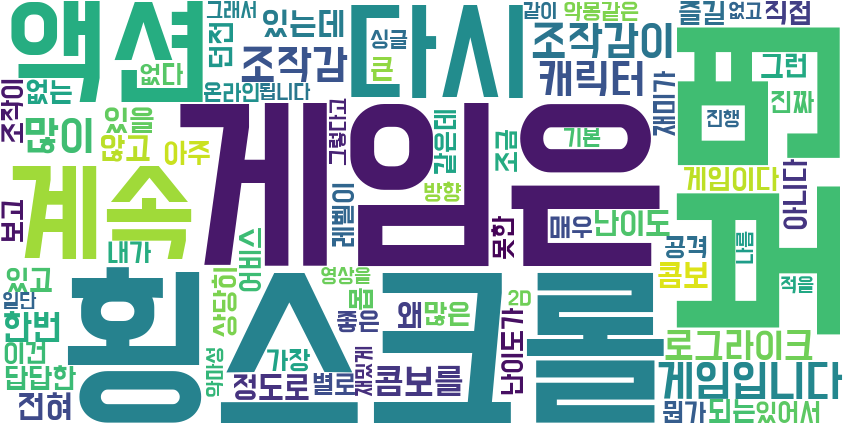 액션
그래서
던전
있는데
싱글
다시
같이
악몽같은
즐길
없고
직접
조작감
큰
조작감이
캐릭터
그런
없는
없다
온라인
됩니다
재미가
진짜
조작이
많이
있을
않고
아주
게임은
그렇다고
같은데
조금
기본
진행
계속
방향
게임이다
아니다
보고
내가
어비스
레벨이
못한
매우
난이도
공격
나름
있고
횡스크롤
상당히
영상을
몹
2D
콤보
적을
일단
한번
좋은
왜
많은
난이도가
로그라이크
이건
답답한
가장
악마성
재밌게
전혀
정도로
별로
콤보를
게임입니다
뭔가
되는
있어서